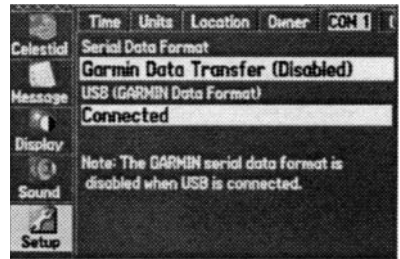 Time Units Location Owner COM 1
Celestial
Serial Data Format
Garmin Data Transfer (Disabled)
Message
USB (GARMIN Data Format)
Connected
Display
Note: The GARMIN serial data format is
disabled when USB is connected.
Sound
Setup